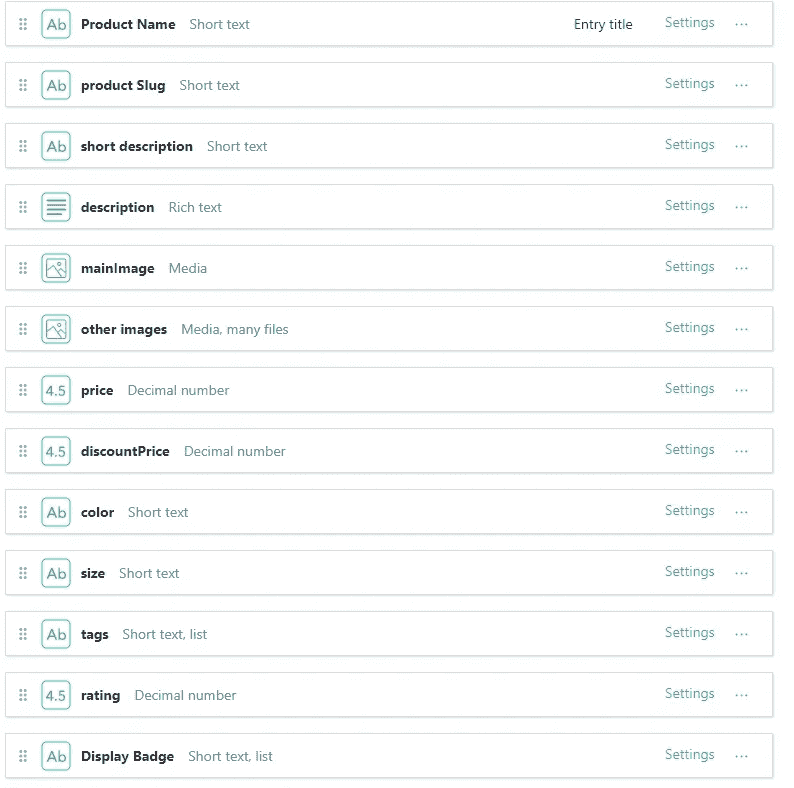 Ab Product Name Short text Entry title Settings ...
Ab product Slug Short text Settings ...
Ab short description Short text Settings ...
description Rich text Settings ...
mainImage Media Settings ...
other images Media, many files Settings ...
4.5 price Decimal number Settings ...
4.5 discountPrice Decimal number Settings ...
Ab color Short text Settings ...
Ab size Short text Settings ...
Ab tags Short text, list Settings ...
4.5 rating Decimal number Settings ...
Ab Display Badge Short text, list Settings ...